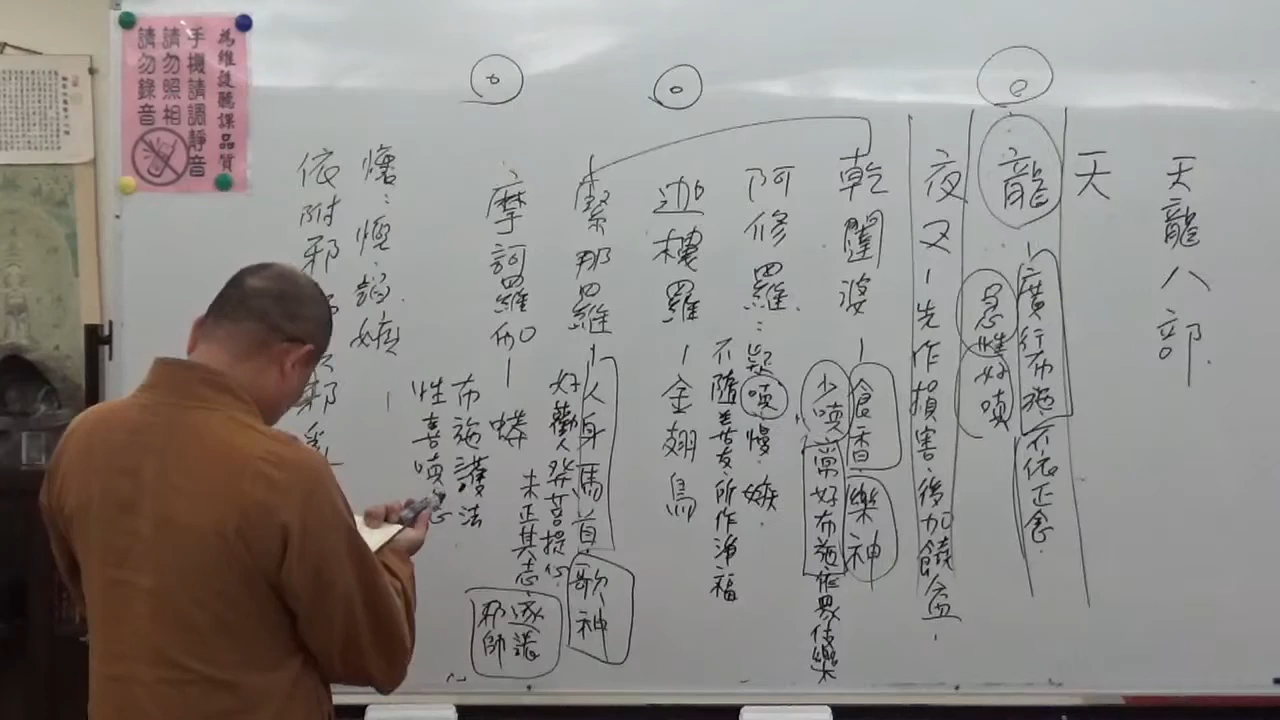 天龍八部
天
龍
廣行布施不依正念
急性好嗔
夜叉-先作損害後加饒益
乾闥婆-食香樂神
少嗔常好布施作眾伎樂
阿修羅:疑嗔慢嫉
不隨善友所作淨福
迦樓羅-金翅鳥
緊那羅-人身馬首歌神
好勸人發菩提心
未正其志逐諸
邪師
摩訶羅伽-蟒
布施護法
性喜嗔恚
慳
嫉
依附邪
邪
為維護聽課品質
手機請調靜音
請勿照相
請勿錄音